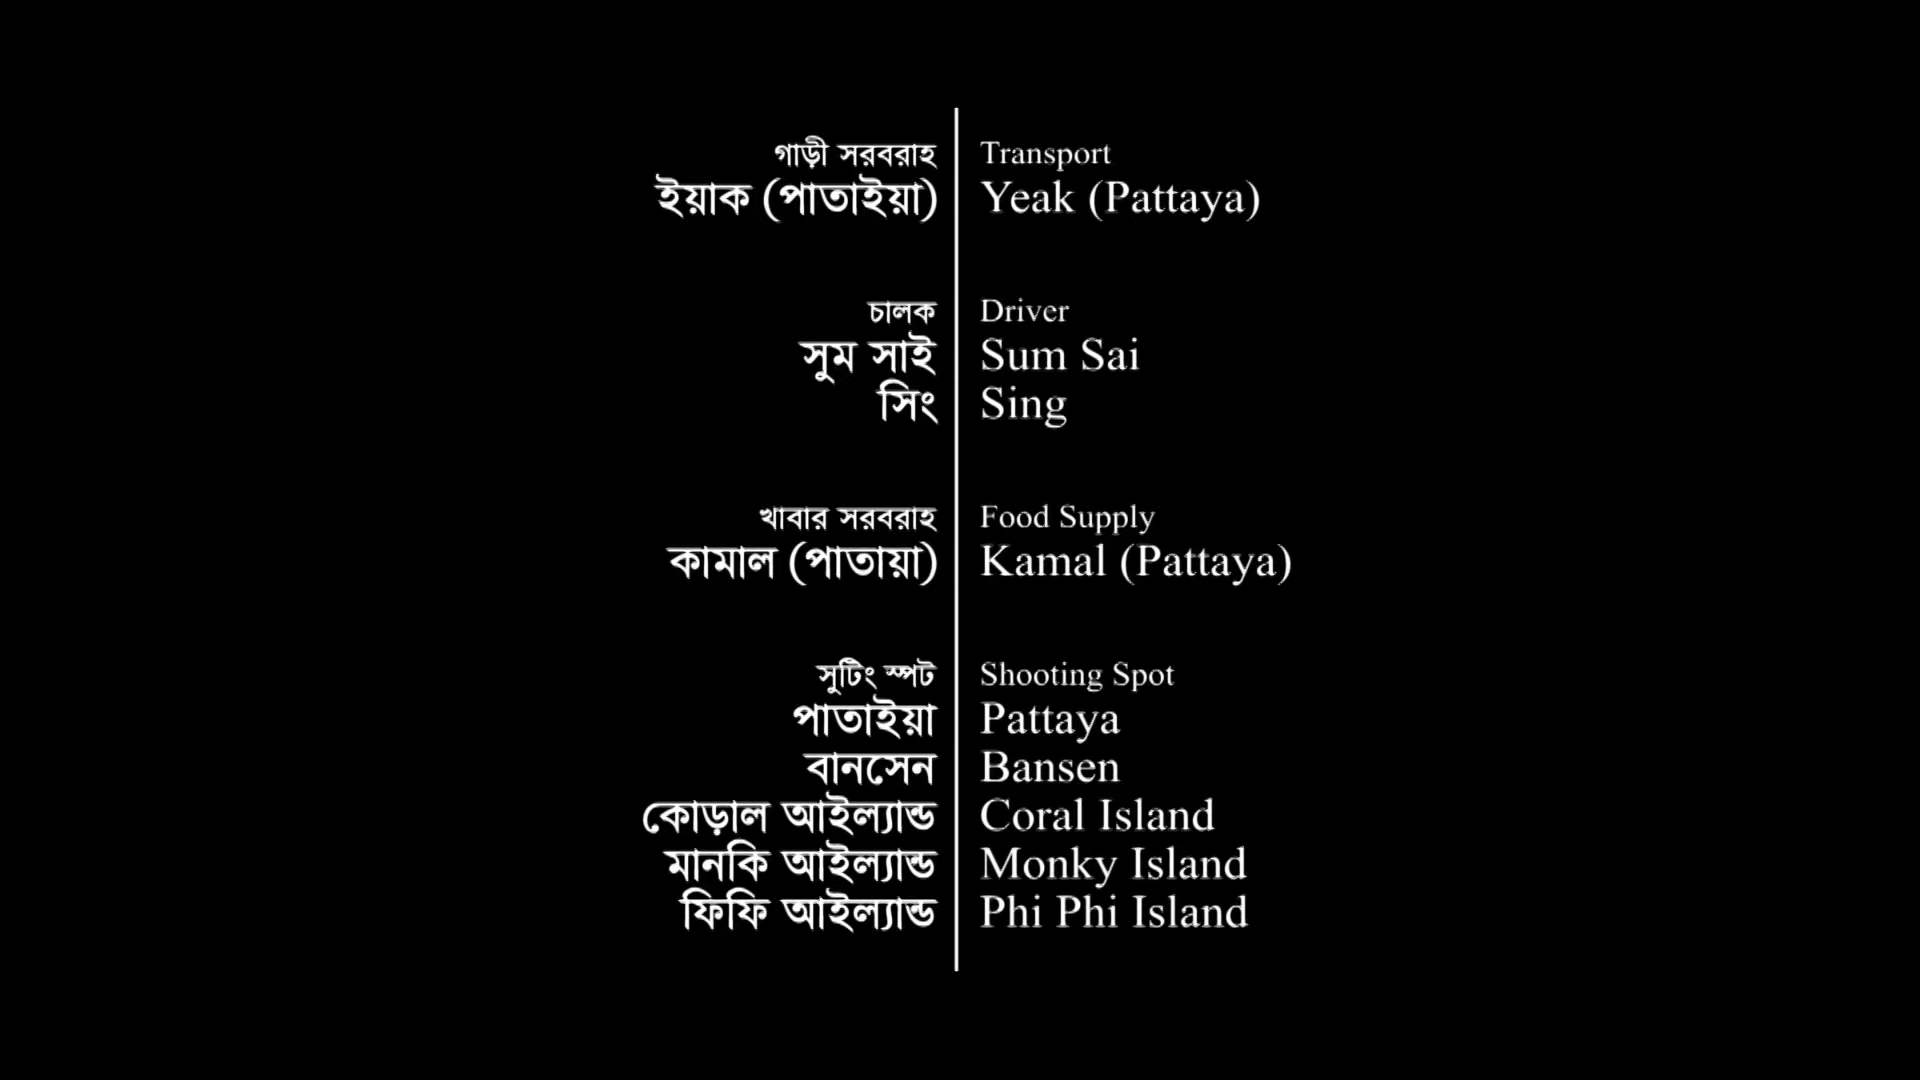 গাড়ী সরবরাহ
ইয়াক (পাতাইয়া)
চালক
সুম সাই
সিং
খাবার সরবরাহ
কামাল (পাতায়া)
সুটিং স্পট
পাতাইয়া
বানসেন
কোড়াল আইল্যান্ড
মানকি আইল্যান্ড
ফিফি আইল্যান্ড
Transport
Yeak (Pattaya)
Driver
Sum Sai
Sing
Food Supply
Kamal (Pattaya)
Shooting Spot
Pattaya
Bansen
Coral Island
Monky Island
Phi Phi Island